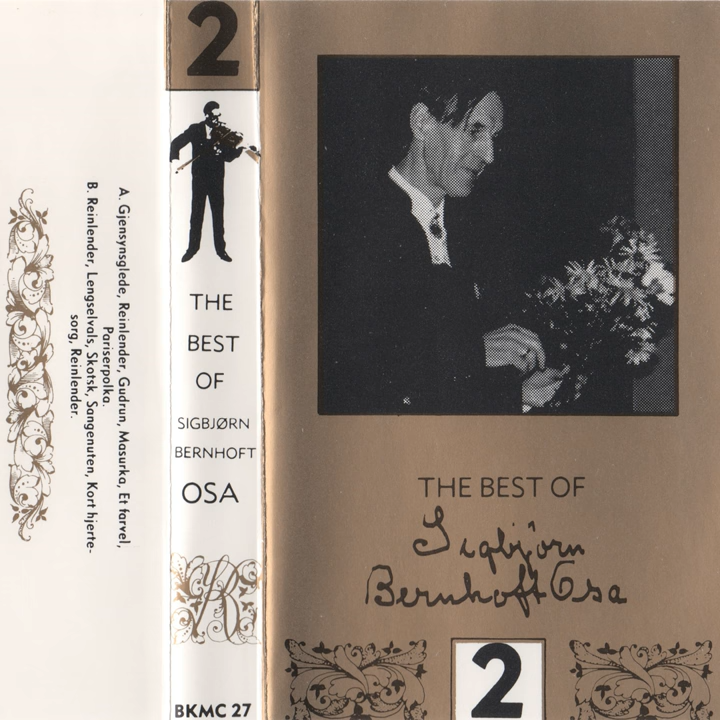 A. Gjensynsglede, Reinlender, Gudrun, Masurka, Et farvel,
Pariserpolka.
B. Reinlender, Lengselvals, Skotsk, Sangenuten, Kort hjerte-
sorg, Reinlender.
2
THE
BEST
OF
SIGBJØRN
BERNHOFT
OSA
BKMC 27
THE BEST OF
Sigbjörn
Bernhoft Osa
2